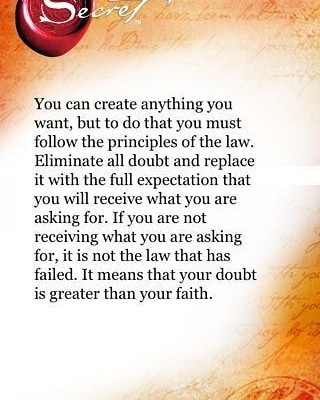 Secret™
You can create anything you
want, but to do that you must
follow the principles of the law.
Eliminate all doubt and replace
it with the full expectation that
you will receive what you are
asking for. If you are not
receiving what you are asking
for, it is not the law that has
failed. It means that your doubt
is greater than your faith.